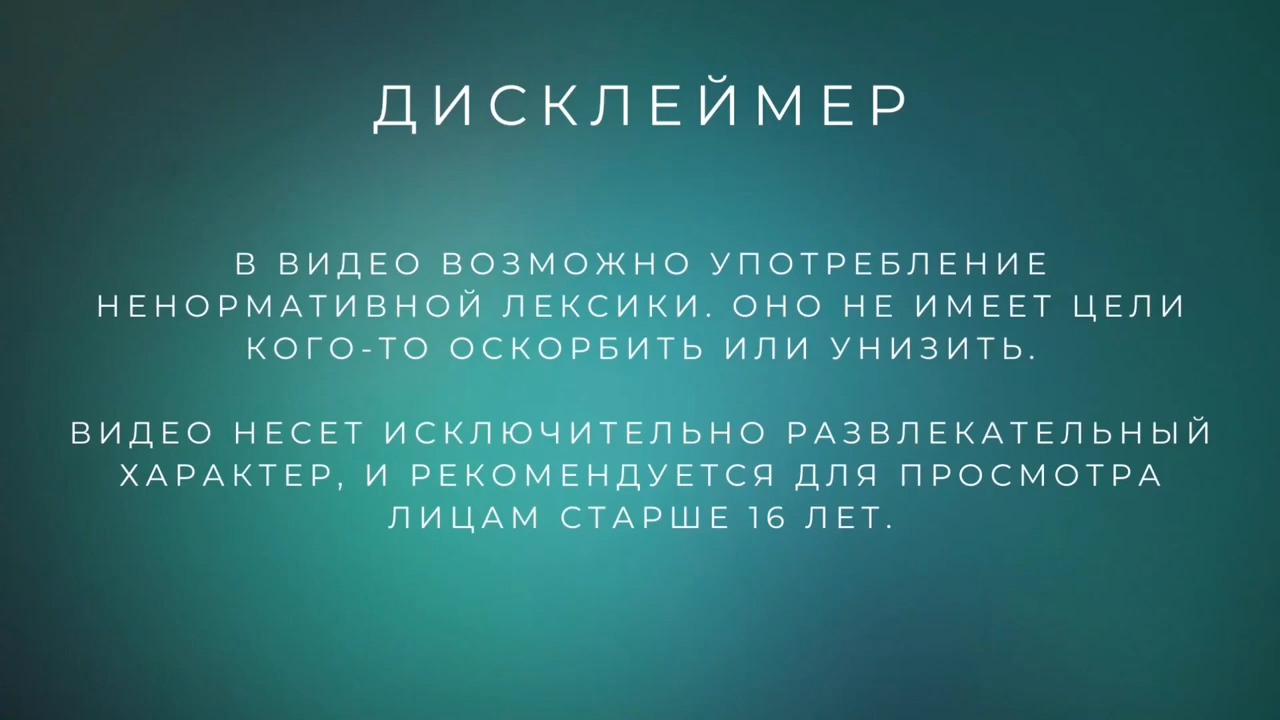 ДИСКЛЕЙМЕР
В ВИДЕО ВОЗМОЖНО УПОТРЕБЛЕНИЕ
НЕНОРМАТИВНОЙ ЛЕКСИКИ. ОНО НЕ ИМЕЕТ ЦЕЛИ
КОГО-ТО ОСКОРБИТЬ ИЛИ УНИЗИТЬ.
ВИДЕО НЕСЕТ ИСКЛЮЧИТЕЛЬНО РАЗВЛЕКАТЕЛЬНЫЙ
ХАРАКТЕР, И РЕКОМЕНДУЕТСЯ ДЛЯ ПРОСМОТРА
ЛИЦАМ СТАРШЕ 16 ЛЕТ.